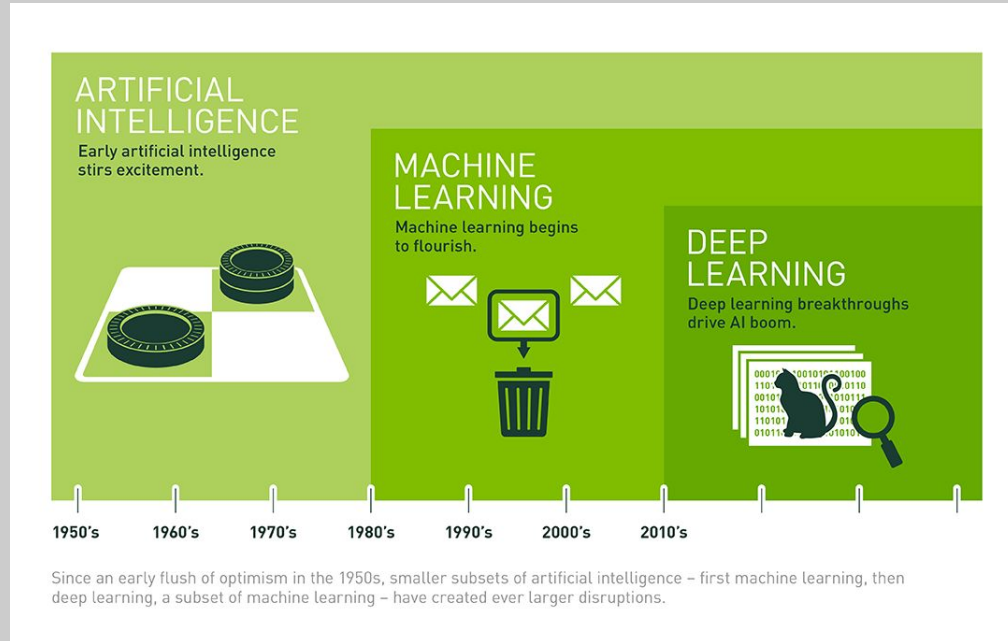 ARTIFICIAL
INTELLIGENCE
Early artificial intelligence
stirs excitement.
MACHINE
LEARNING
Machine learning begins
to flourish.
DEEP
LEARNING
Deep learning breakthroughs
drive AI boom.
1950's 1960's 1970's 1980's 1990's 2000's 2010's
Since an early flush of optimism in the 1950s, smaller subsets of artificial intelligence – first machine learning, then
deep learning, a subset of machine learning – have created ever larger disruptions.